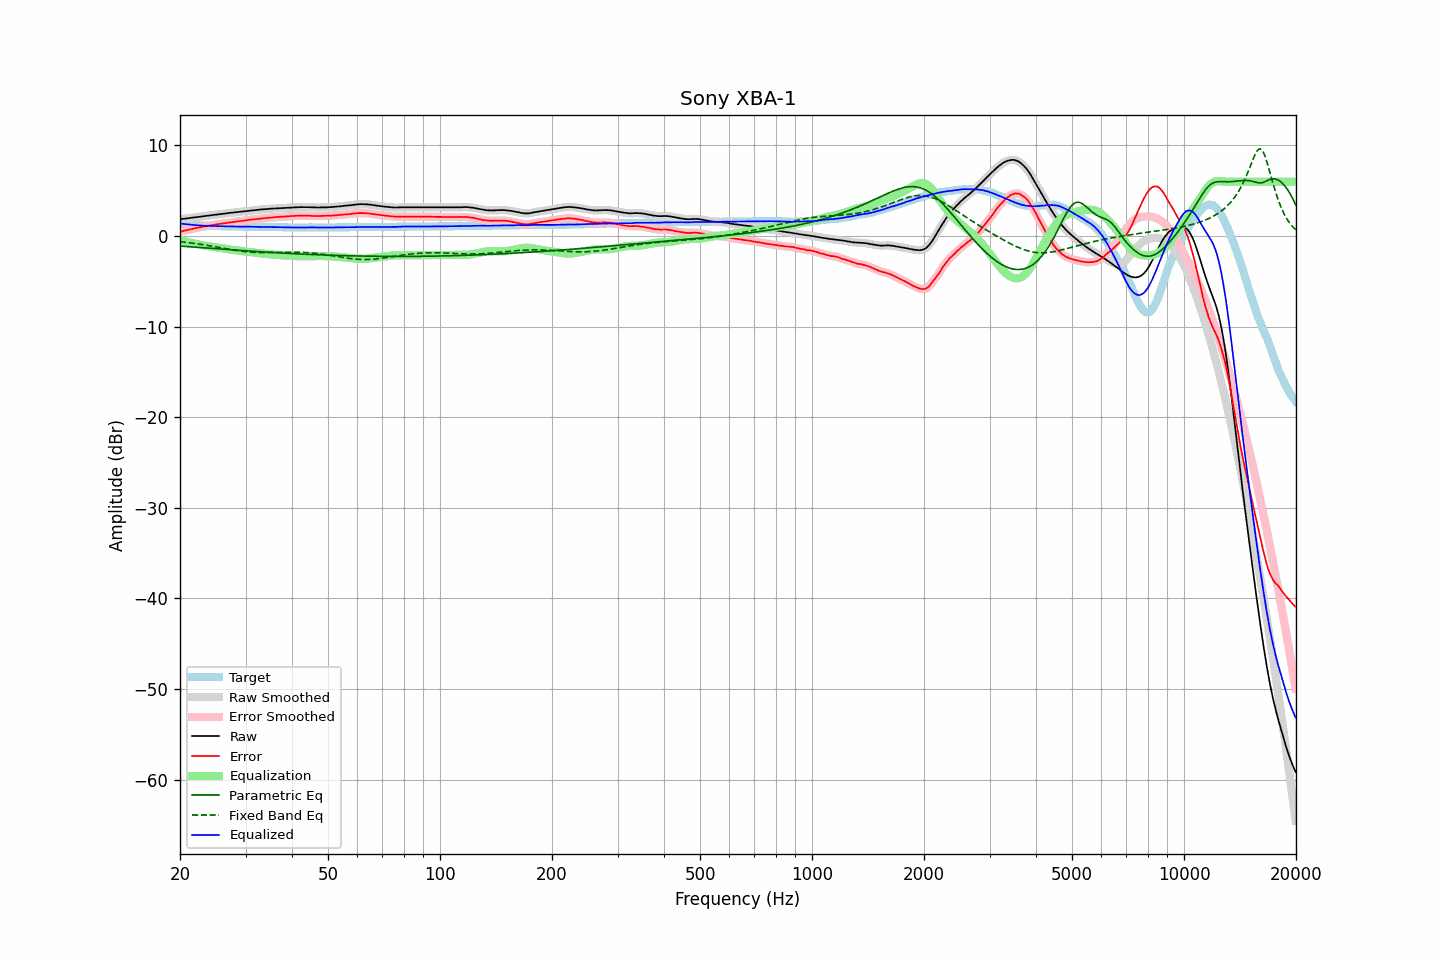 Sony XBA-1
10
0
−10
−20
−30
−40
−50
−60
Amplitude (dBr)
Target
Raw Smoothed
Error Smoothed
Raw
Error
Equalization
Parametric Eq
Fixed Band Eq
Equalized
20 50 100 200 500 1000 2000 5000 10000 20000
Frequency (Hz)